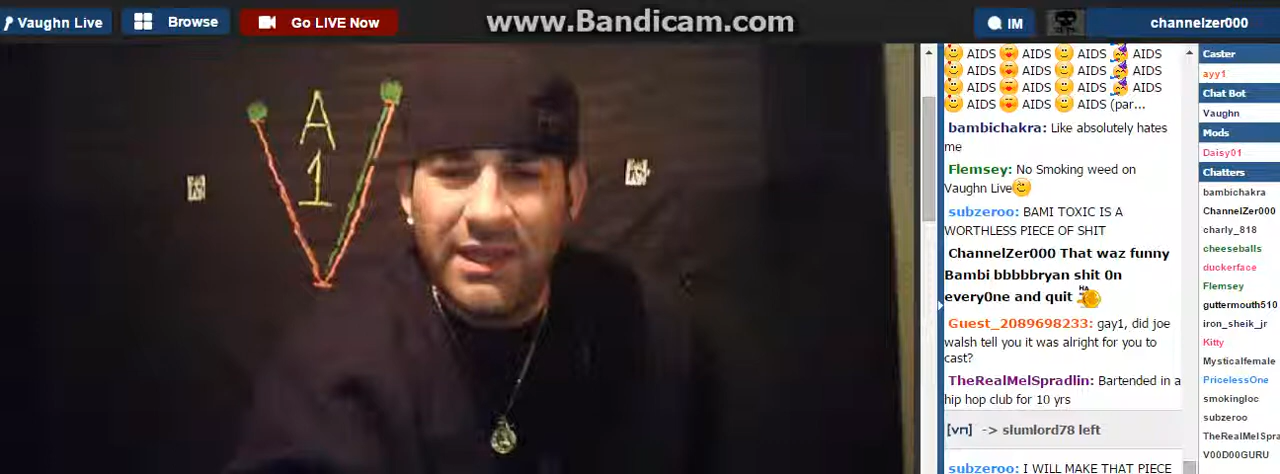 Vaughn Live
Browse
Go LIVE Now
www.Bandicam.com
IM
channelzer000
A
1
AIDS AIDS AIDS AIDS
AIDS AIDS AIDS AIDS
AIDS AIDS AIDS AIDS
AIDS AIDS AIDS (par...
bambichakra: Like absolutely hates
me
Flemsey: No Smoking weed on
Vaughn Live
subzeroo: BAMI TOXIC IS A
WORTHLESS PIECE OF SHIT
ChannelZer000 That waz funny
Bambi bbbbbryan shit 0n
every0ne and quit
Guest_2089698233: gay1, did joe
walsh tell you it was alright for you to
cast?
TheRealMelSpradlin: Bartended in a
hip hop club for 10 yrs
[vn] -> slumlord78 left
subzeroo: I WILL MAKE THAT PIECE
Caster
ayy1
Chat Bot
Vaughn
Mods
Daisy01
Chatters
bambichakra
ChannelZer000
charly_818
cheeseballs
duckerface
Flemsey
guttermouth510
iron_sheik_jr
Kitty
Mysticalfemale
PricelessOne
smokingloc
subzeroo
TheRealMelSpra
V00D00GURU